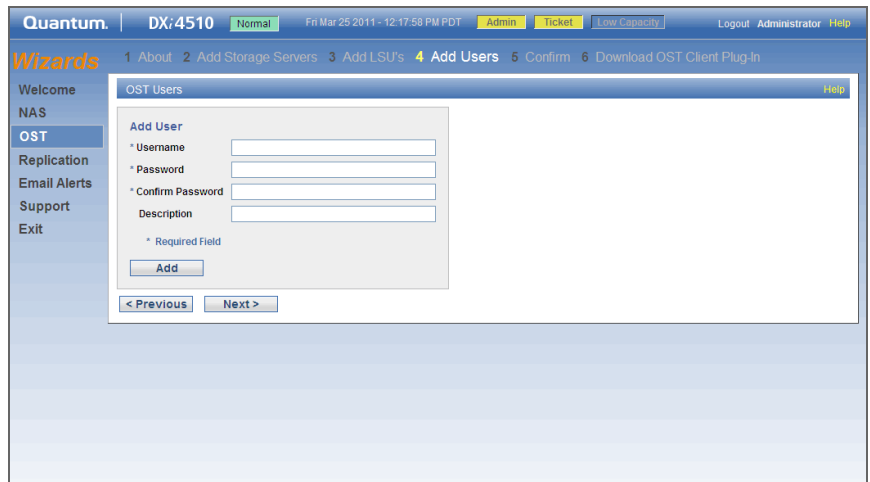 Quantum. DXi4510 Normal Fri Mar 25 2011 - 12:17:58 PM PDT Admin Ticket Low Capacity Logout Administrator Help
Wizards
1 About 2 Add Storage Servers 3 Add LSU's 4 Add Users 5 Confirm 6 Download OST Client Plug-In
Welcome
NAS
OST
Replication
Email Alerts
Support
Exit
OST Users Help
Add User
* Username
* Password
* Confirm Password
Description
* Required Field
Add
< Previous Next >